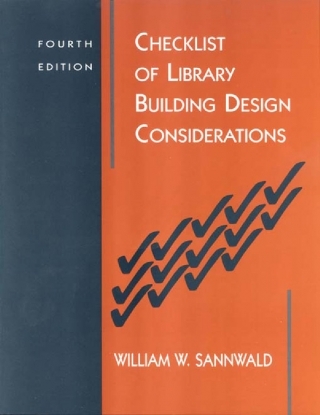 FOURTH
EDITION
CHECKLIST
OF LIBRARY
BUILDING DESIGN
CONSIDERATIONS
WILLIAM W. SANNWALD